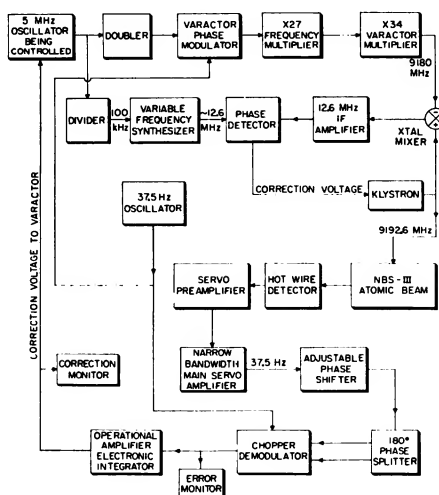 5 MHz
OSCILLATOR
BEING
CONTROLLED
DOUBLER
VARACTOR
PHASE
MODULATOR
X27
FREQUENCY
MULTIPLIER
X34
VARACTOR
MULTIPLIER
9180
MHz
DIVIDER
100
kHz
VARIABLE
FREQUENCY
SYNTHESIZER
~12.6
MHz
PHASE
DETECTOR
12.6 MHz
IF
AMPLIFIER
XTAL
MIXER
CORRECTION VOLTAGE
KLYSTRON
37.5 Hz
OSCILLATOR
9192.6 MHz
CORRECTION VOLTAGE TO VARACTOR
SERVO
PREAMPLIFIER
HOT WIRE
DETECTOR
NBS-III
ATOMIC BEAM
CORRECTION
MONITOR
NARROW
BANDWIDTH
MAIN SERVO
AMPLIFIER
37.5 Hz
ADJUSTABLE
PHASE
SHIFTER
OPERATIONAL
AMPLIFIER
ELECTRONIC
INTEGRATOR
ERROR
MONITOR
CHOPPER
DEMODULATOR
180°
PHASE
SPLITTER